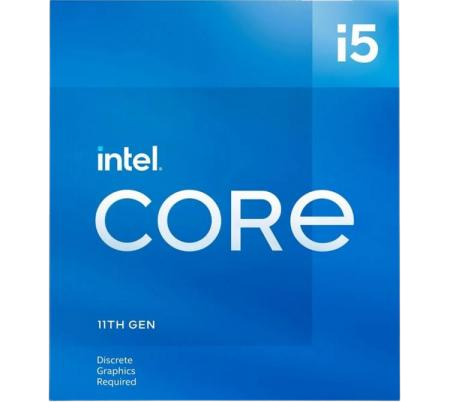 i5
intel.
CORE
11TH GEN
Discrete
Graphics
Required